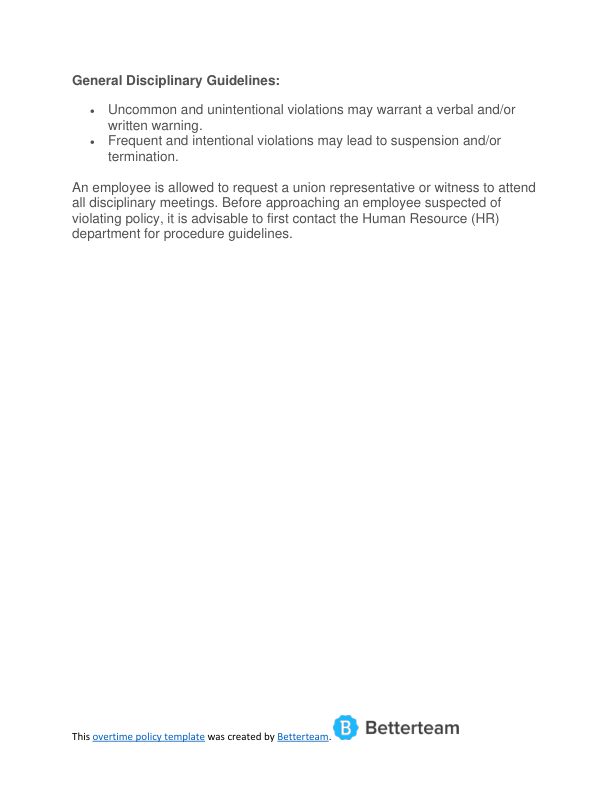 General Disciplinary Guidelines:
• Uncommon and unintentional violations may warrant a verbal and/or
written warning.
• Frequent and intentional violations may lead to suspension and/or
termination.
An employee is allowed to request a union representative or witness to attend
all disciplinary meetings. Before approaching an employee suspected of
violating policy, it is advisable to first contact the Human Resource (HR)
department for procedure guidelines.
This overtime policy template was created by Betterteam. B Betterteam